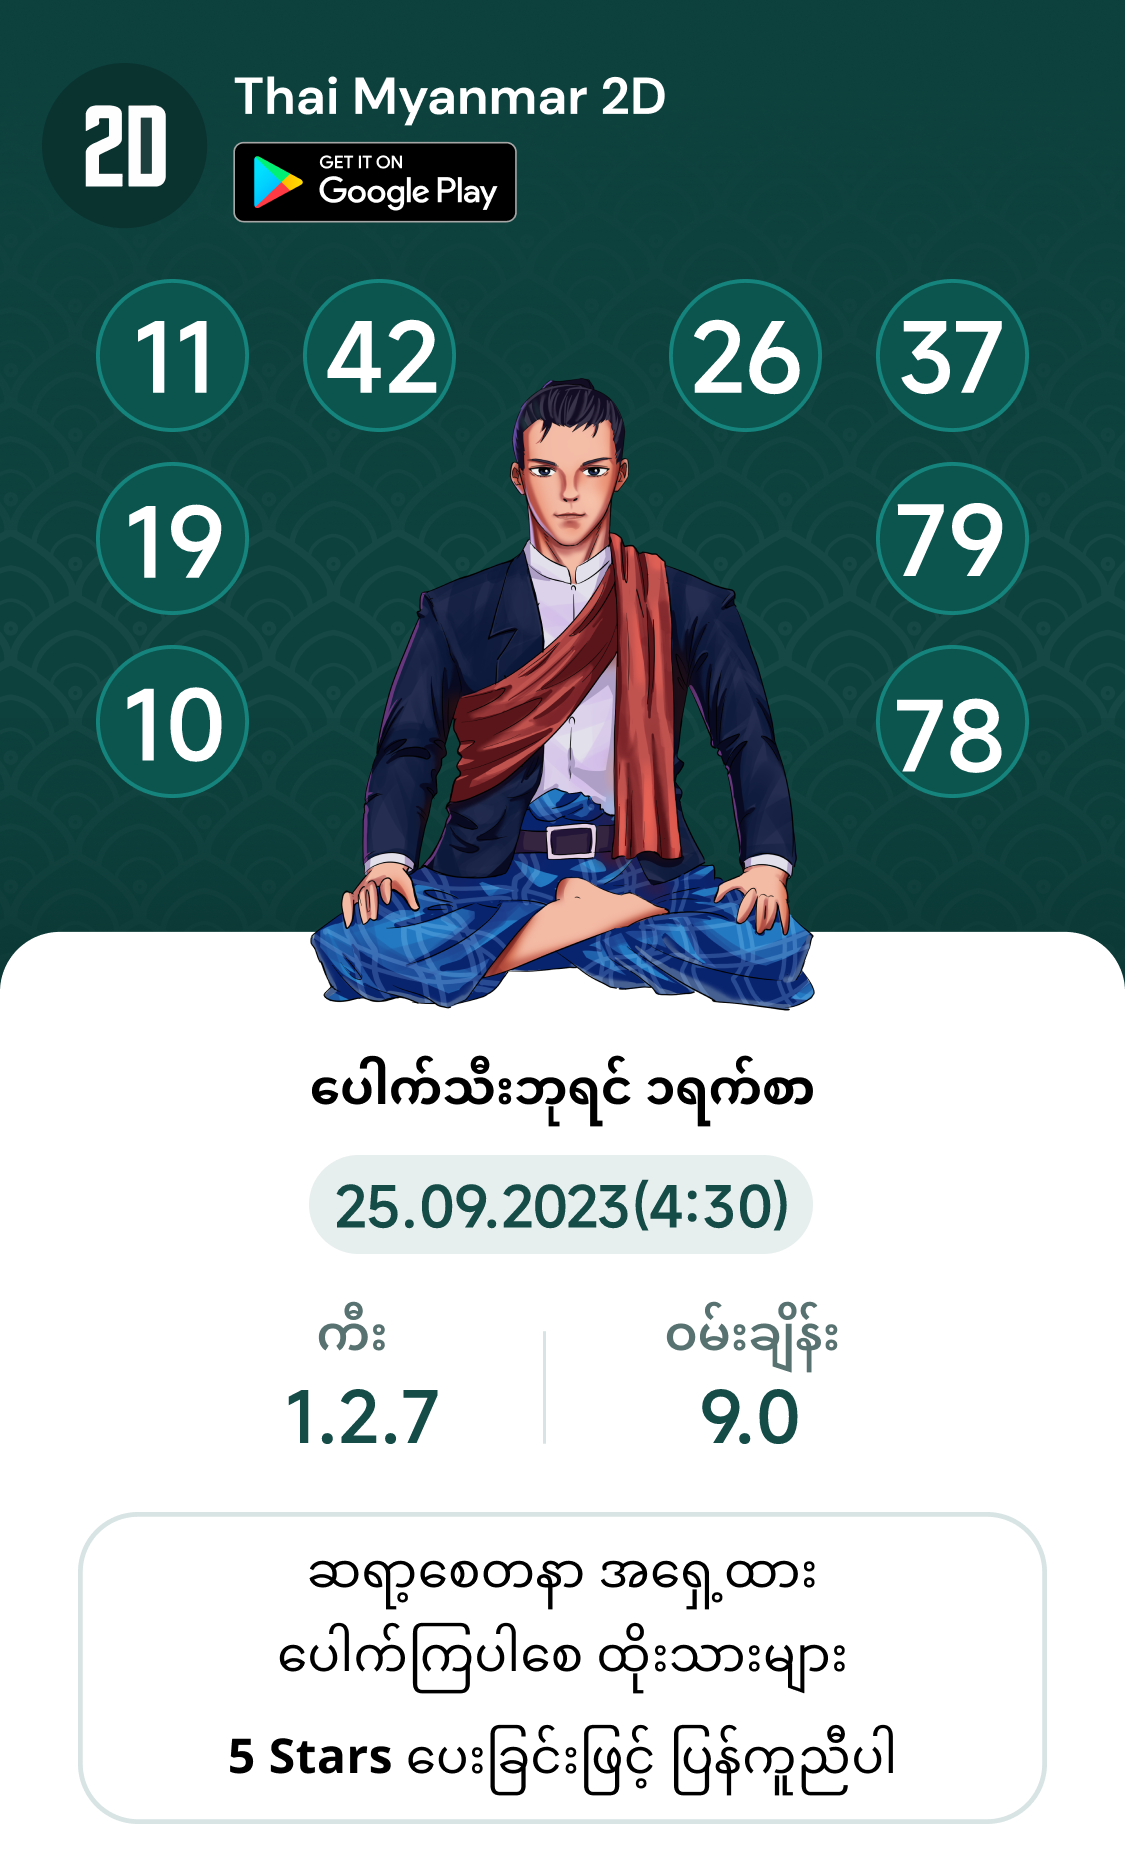 2D
Thai Myanmar 2D
GET IT ON
Google Play
11 42 26 37
19 79
10 78
ပေါက်သီးဘုရင် ၁ရက်စာ
25.09.2023(4:30)
ကီး ဝမ်းချိန်း
1.2.7 9.0
ဆရာ့စေတနာ အရှေ့ထား
ပေါက်ကြပါစေ ထိုးသားများ
5 Stars ပေးခြင်းဖြင့် ပြန်ကူညီပါ